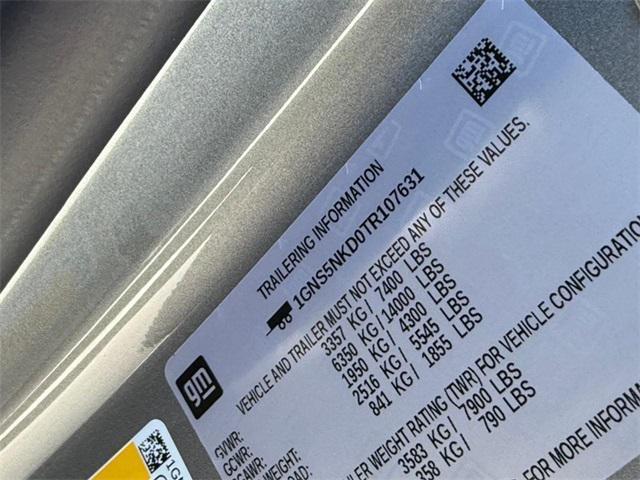 TRAILERING INFORMATION
1GNS5NKD0TR107631
gm
VEHICLE AND TRAILER MUST NOT EXCEED ANY OF THESE VALUES.
GVWR: 3357 KG / 7400 LBS
GCWR: 6350 KG / 14000 LBS
GAWR: 1950 KG / 4300 LBS
WEIGHT: 2516 KG / 5545 LBS
OAD: 841 KG / 1855 LBS
ILER WEIGHT RATING (TWR) FOR VEHICLE CONFIGURATION
3583 KG / 7900 LBS
358 KG / 790 LBS
FOR MORE INFORMA